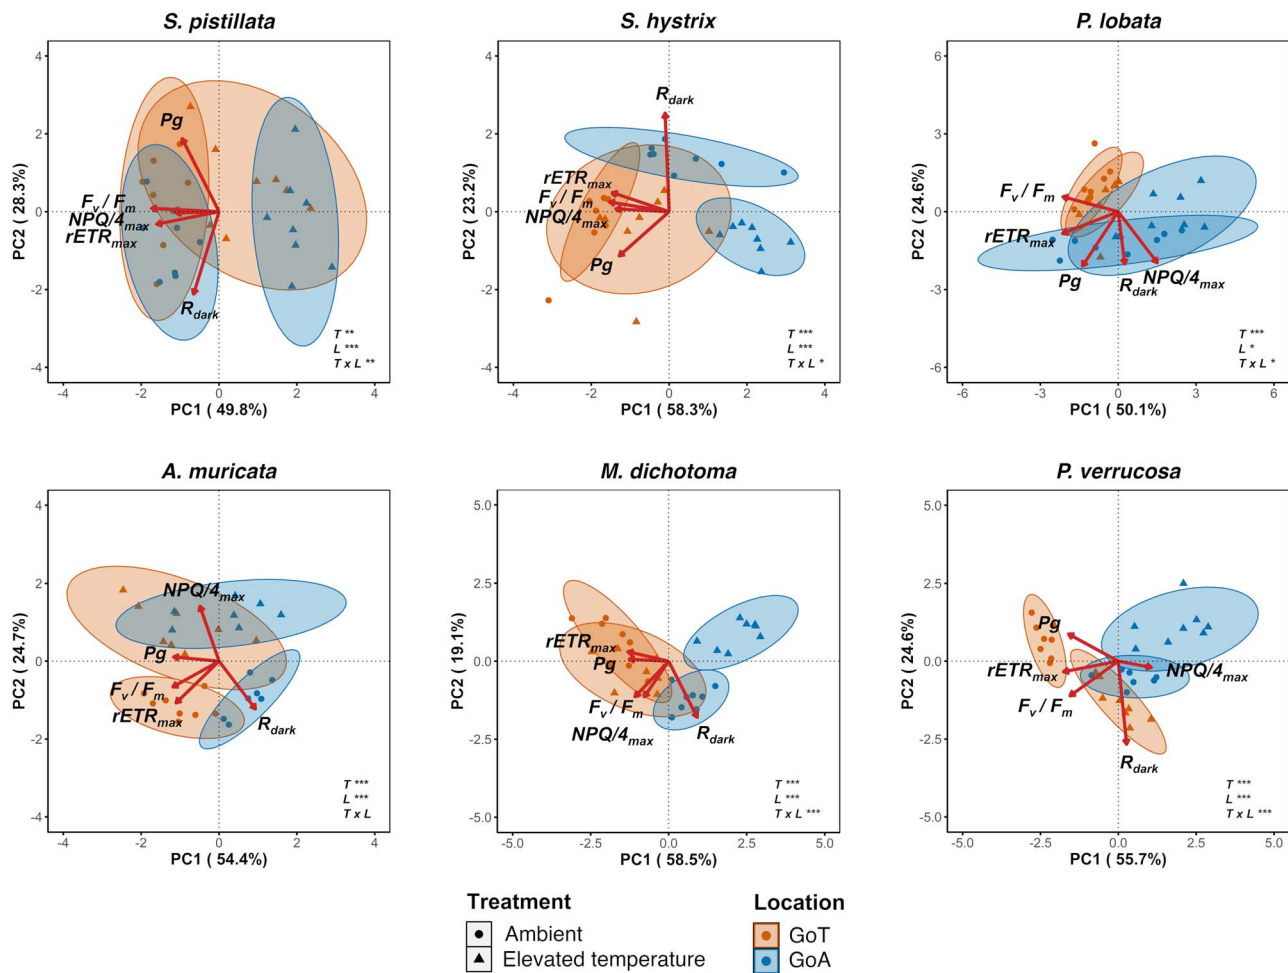 S. pistillata
S. hystrix
P. lobata
4
2
0
-2
-4
PC2 ( 28.3%)
Pg
Fv / Fm
NPQ/4max
rETRmax
Rdark
T **
L ***
T x L **
-4
-2
0
2
4
PC1 ( 49.8%)
4
2
0
-2
-4
PC2 ( 23.2%)
Rdark
rETRmax
Fv / Fm
NPQ/4max
Pg
T ***
L ***
T x L *
-4
-2
0
2
4
PC1 ( 58.3%)
6
3
0
-3
-6
PC2 ( 24.6%)
Fv / Fm
rETRmax
Pg
Rdark
NPQ/4max
T ***
L *
T x L *
-6
-3
0
3
6
PC1 ( 50.1%)
A. muricata
M. dichotoma
P. verrucosa
4
2
0
-2
-4
PC2 ( 24.7%)
NPQ/4max
Pg
Fv / Fm
rETRmax
Rdark
T ***
L ***
T x L
-4
-2
0
2
4
PC1 ( 54.4%)
5.0
2.5
0.0
-2.5
-5.0
PC2 ( 19.1%)
rETRmax
Pg
Fv / Fm
NPQ/4max
Rdark
T ***
L ***
T x L ***
-5.0
-2.5
0.0
2.5
5.0
PC1 ( 58.5%)
5.0
2.5
0.0
-2.5
-5.0
PC2 ( 24.6%)
Pg
rETRmax
Fv / Fm
NPQ/4max
Rdark
T ***
L ***
T x L ***
-5.0
-2.5
0.0
2.5
5.0
PC1 ( 55.7%)
Treatment
Ambient
Elevated temperature
Location
GoT
GoA